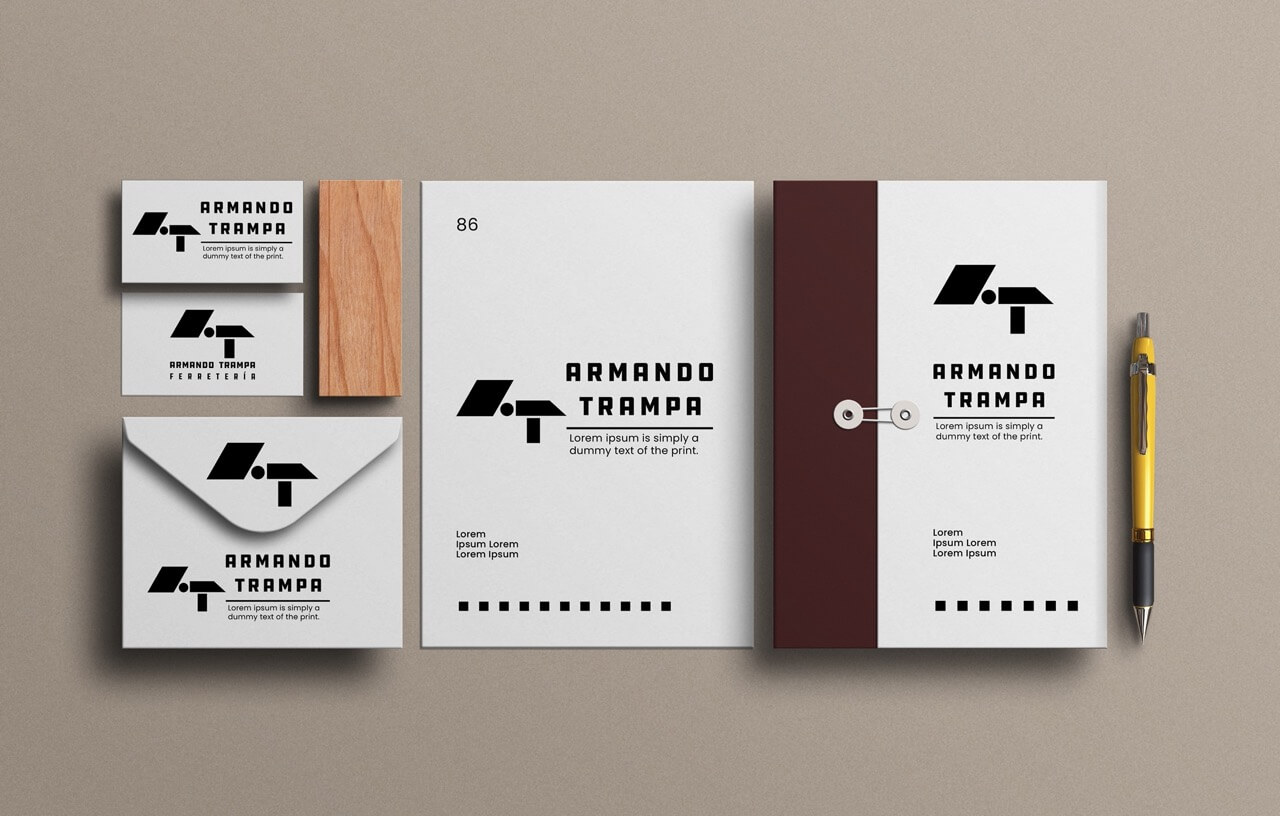 ARMANDO
TRAMPA
Lorem ipsum is simply a
dummy text of the print.
ARMANDO TRAMPA
FERRETERÍA
ARMANDO
TRAMPA
Lorem ipsum is simply a
dummy text of the print.
86
ARMANDO
TRAMPA
Lorem ipsum is simply a
dummy text of the print.
Lorem
Ipsum Lorem
Lorem Ipsum
ARMANDO
TRAMPA
Lorem ipsum is simply a
dummy text of the print.
Lorem
Ipsum Lorem
Lorem Ipsum